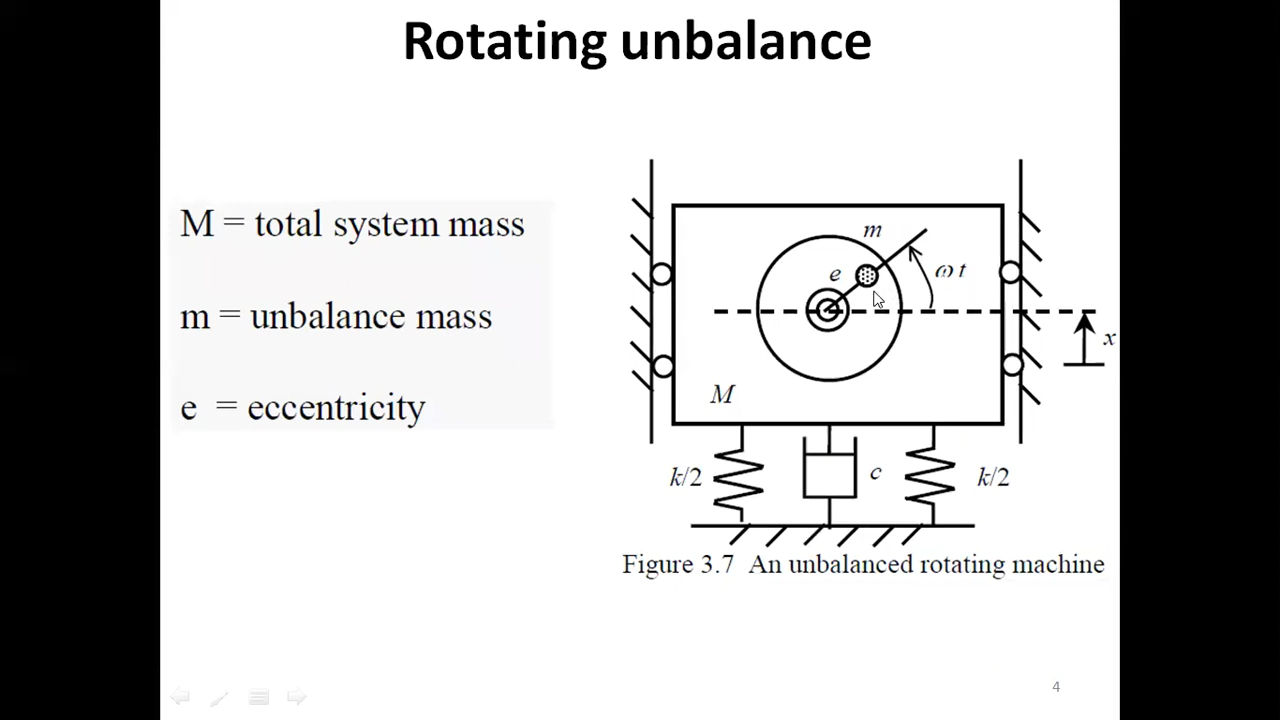 Rotating unbalance
M = total system mass
m = unbalance mass
e = eccentricity
m
e
ω t
x
M
k/2
c
k/2
Figure 3.7 An unbalanced rotating machine
4